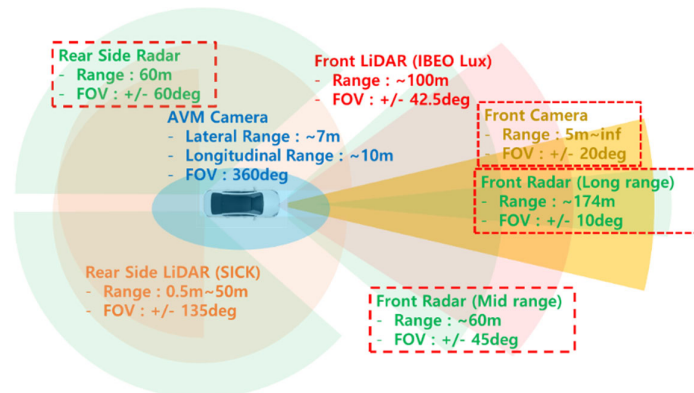 Rear Side Radar
- Range : 60m
- FOV : +/- 60deg
Front LiDAR (IBEO Lux)
- Range : ~100m
- FOV : +/- 42.5deg
AVM Camera
- Lateral Range : ~7m
- Longitudinal Range : ~10m
- FOV : 360deg
Front Camera
- Range : 5m~inf
- FOV : +/- 20deg
Front Radar (Long range)
- Range : ~174m
- FOV : +/- 10deg
Rear Side LiDAR (SICK)
- Range : 0.5m~50m
- FOV : +/- 135deg
Front Radar (Mid range)
- Range : ~60m
- FOV : +/- 45deg